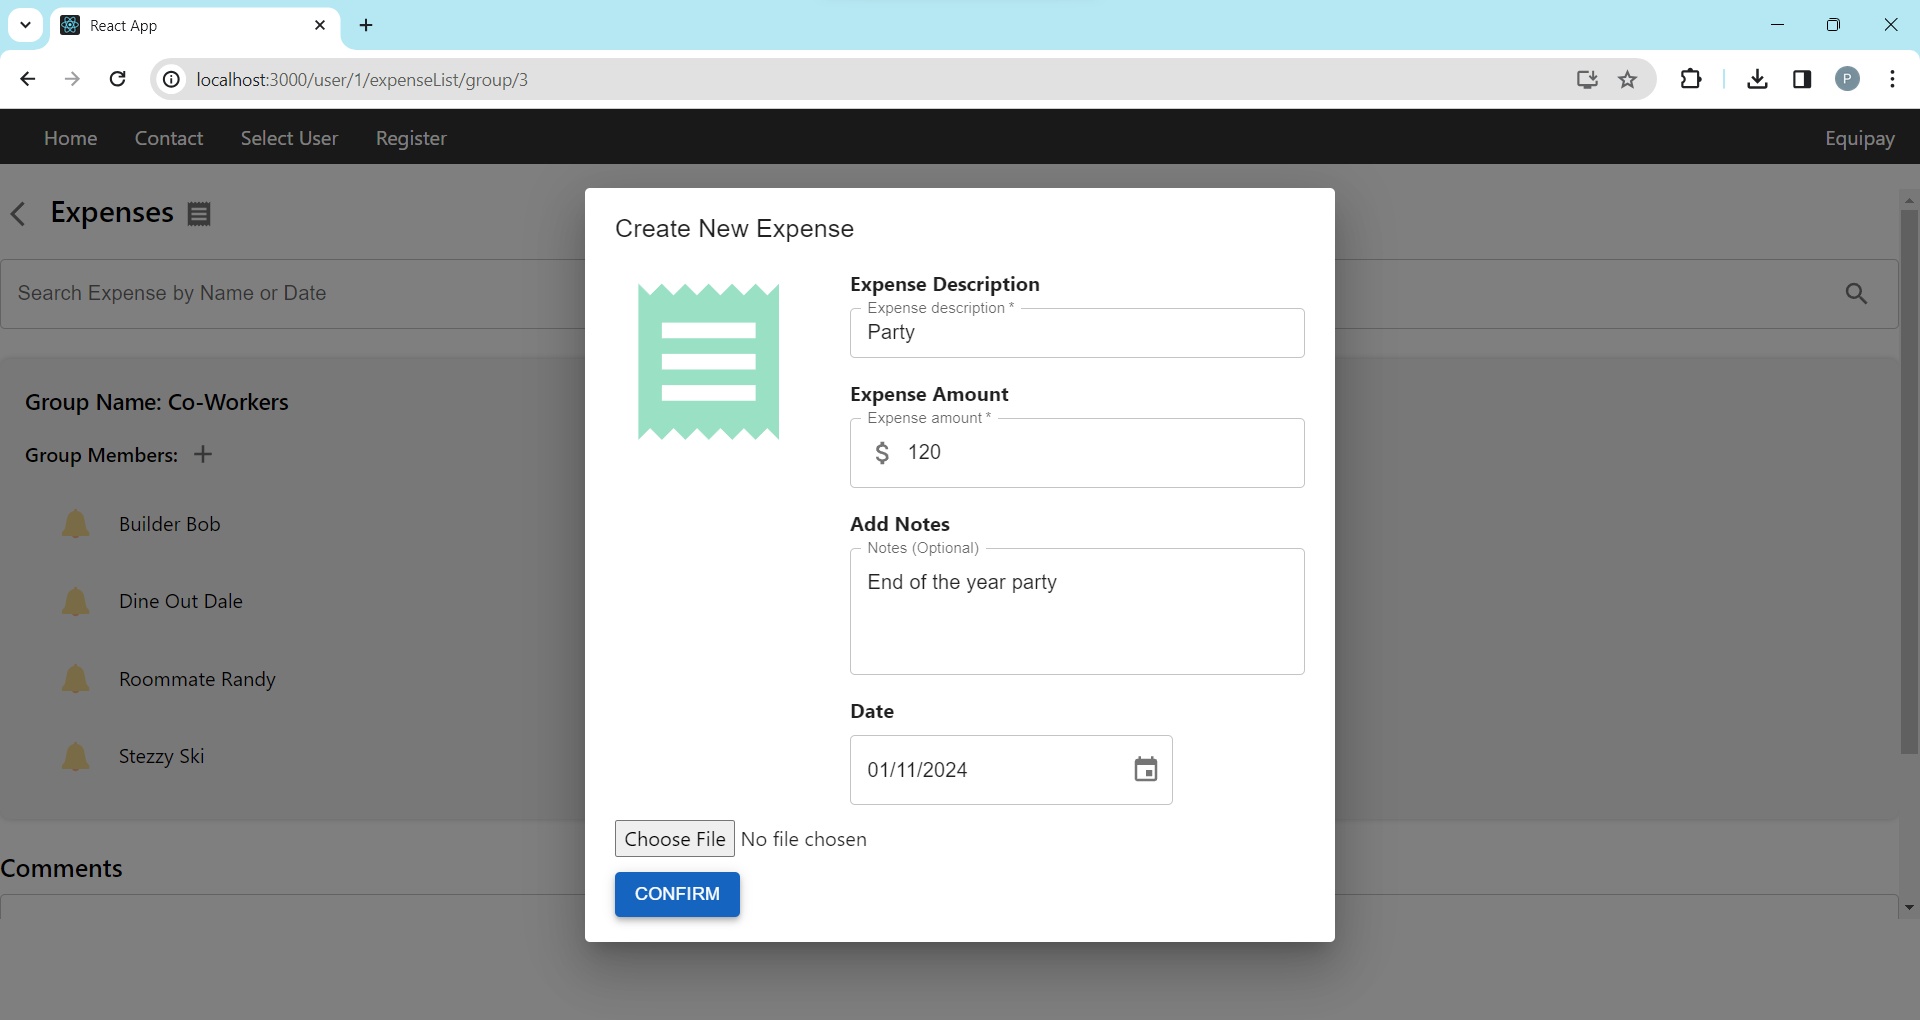 React App
localhost:3000/user/1/expenseList/group/3
P
Home Contact Select User Register Equipay
Expenses
Search Expense by Name or Date
Group Name: Co-Workers
Group Members:
Builder Bob
Dine Out Dale
Roommate Randy
Stezzy Ski
Comments
Create New Expense
Expense Description
Expense description *
Party
Expense Amount
Expense amount *
$ 120
Add Notes
Notes (Optional)
End of the year party
Date
01/11/2024
Choose File No file chosen
CONFIRM